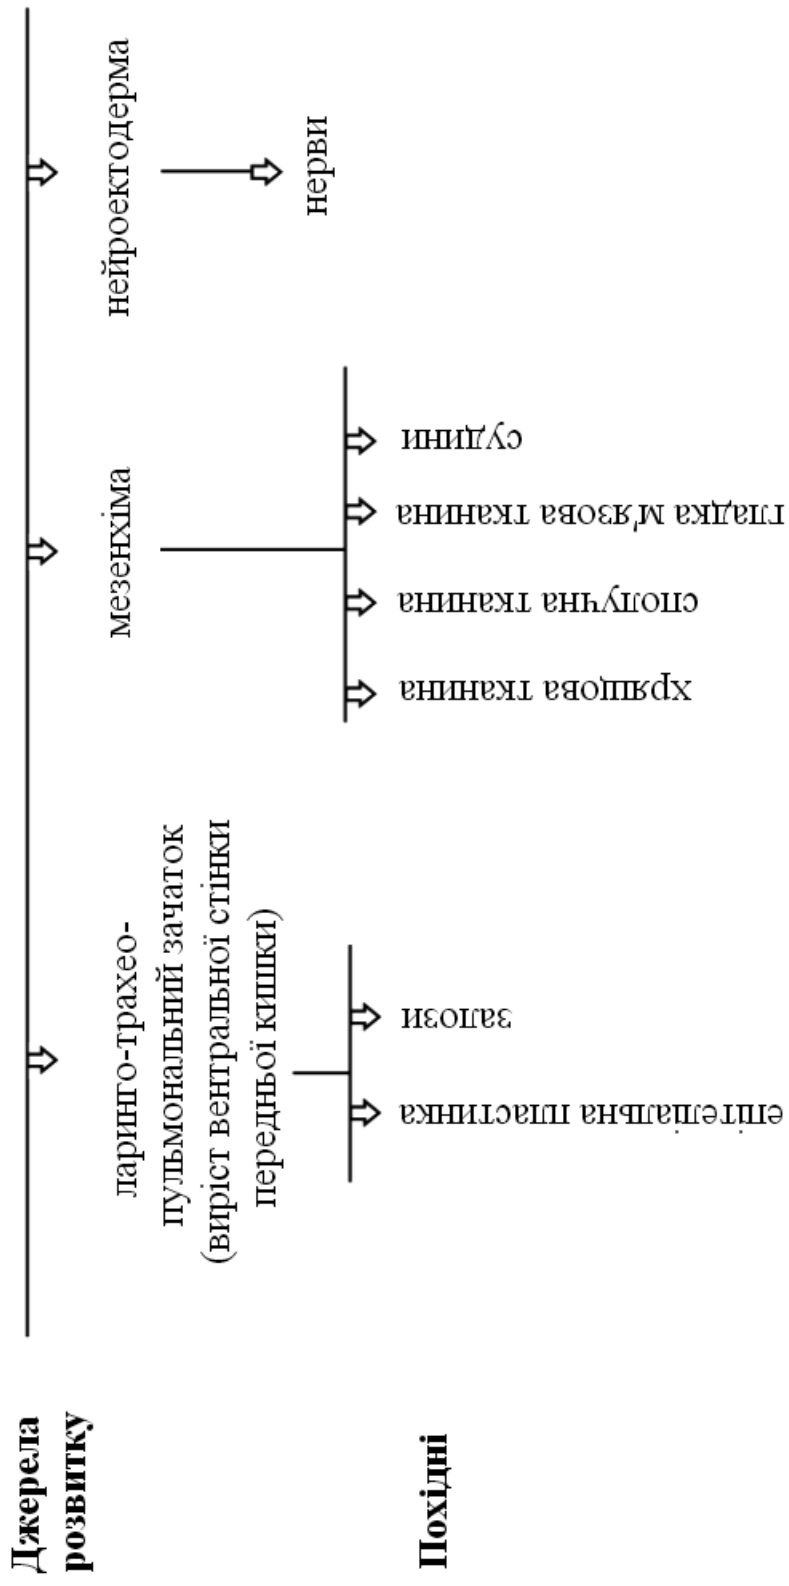 Джерела
розвитку
ларинго-трахео-
пульмональний зачаток
(виріст вентральної стінки
передньої кишки)
мезенхіма
нейроектодерма
Похідні
епітеліальна пластинка
залози
хрящова тканина
сполучна тканина
гладка м'язова тканина
судини
нерви